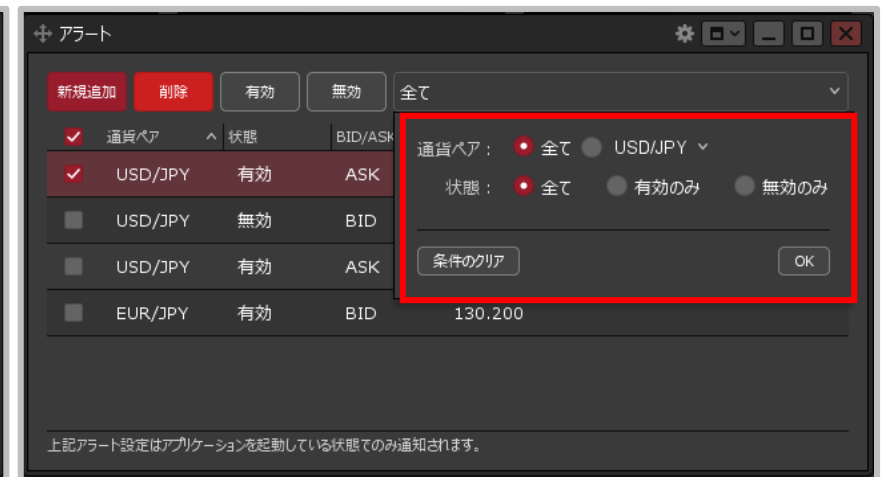 アラート
新規追加 削除 有効 無効 全て
通貨ペア 状態 BID/ASK
通貨ペア： 全て USD/JPY
USD/JPY 有効 ASK
状態： 全て 有効のみ 無効のみ
USD/JPY 無効 BID
USD/JPY 有効 ASK
条件のクリア OK
EUR/JPY 有効 BID 130.200
上記アラート設定はアプリケーションを起動している状態でのみ通知されます。